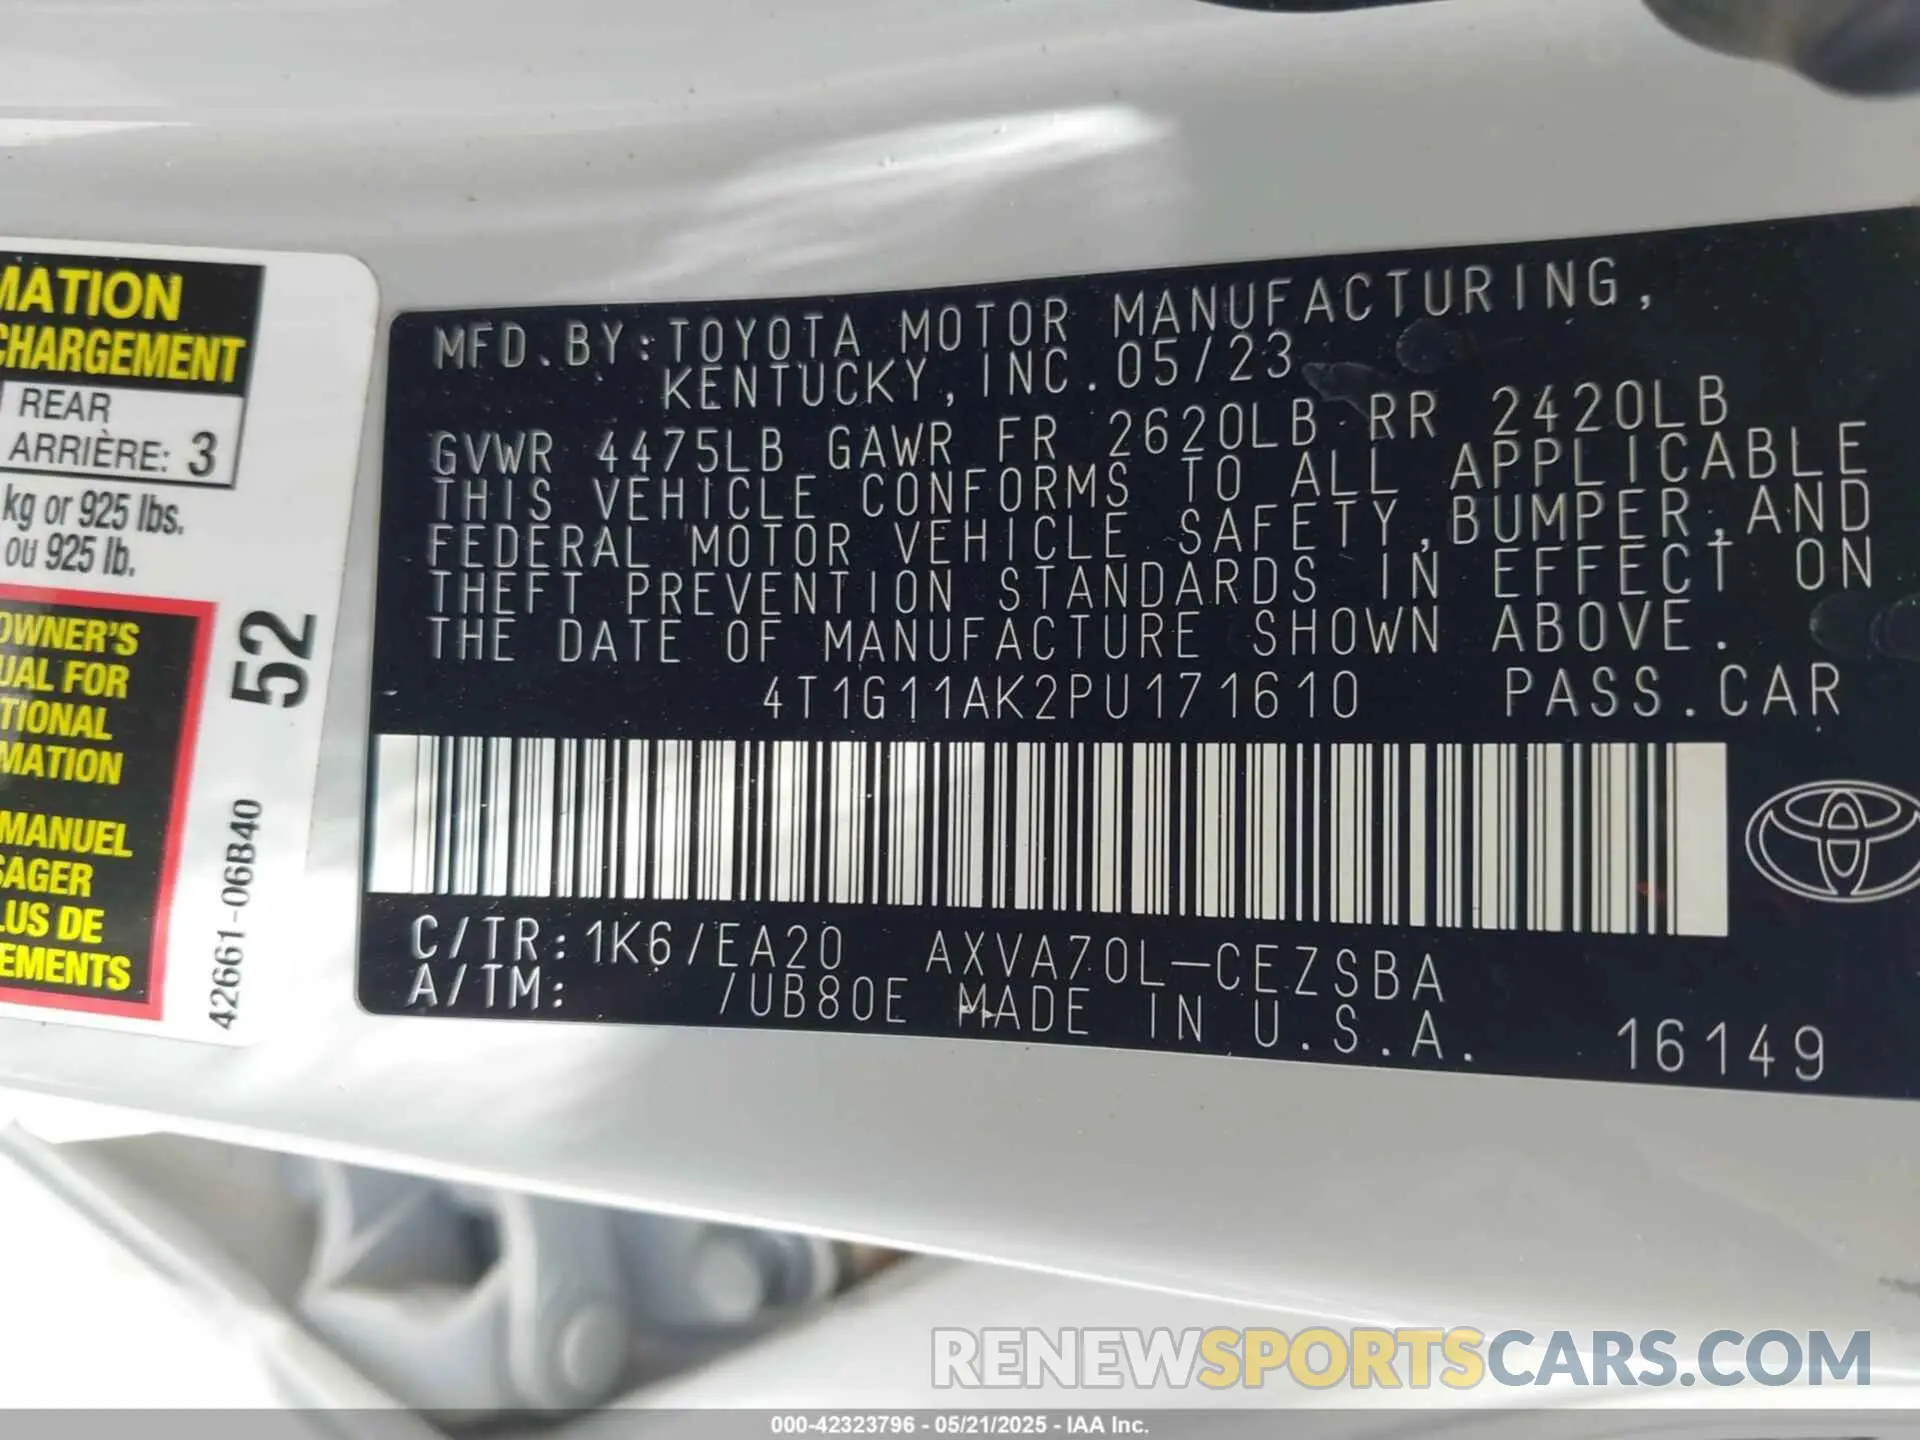 MATION
CHARGEMENT
REAR
ARRIÈRE: 3
kg or 925 lbs.
ou 925 lb.
OWNER'S
UAL FOR
TIONAL
MATION
MANUEL
SAGER
LUS DE
EMENTS
52
42661-06B40
MFD. BY: TOYOTA MOTOR MANUFACTURING,
KENTUCKY, INC. 05/23
GVWR 4475LB GAWR FR 2620LB RR 2420LB
THIS VEHICLE CONFORMS TO ALL APPLICABLE
FEDERAL MOTOR VEHICLE SAFETY, BUMPER, AND
THEFT PREVENTION STANDARDS IN EFFECT ON
THE DATE OF MANUFACTURE SHOWN ABOVE.
4T1G11AK2PU171610 PASS. CAR
C/TR: 1K6/EA20 AXVA70L-CEZSBA
A/TM: /UB80E MADE IN U.S.A.
16149
RENEWSPORTSCARS.COM
000-42323796 - 05/21/2025 - IAA Inc.